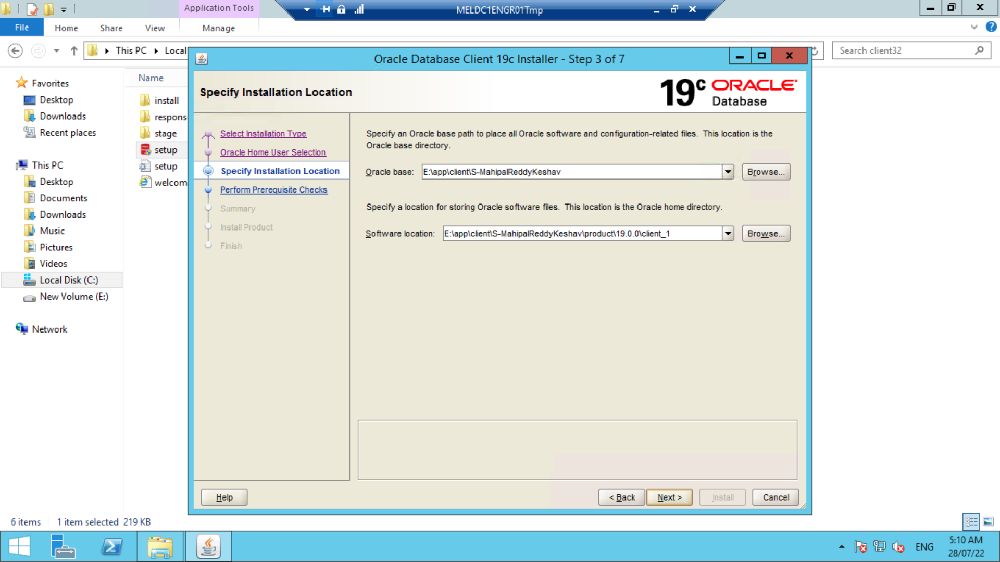 Application Tools
MELDC1ENGR01Tmp
File
Home
Share
View
Manage
This PC
Local
Search client32
Oracle Database Client 19c Installer - Step 3 of 7
Favorites
Desktop
Downloads
Recent places
This PC
Desktop
Documents
Downloads
Music
Pictures
Videos
Local Disk (C:)
New Volume (E:)
Network
Name
install
respons
stage
setup
setup
welcom
Specify Installation Location
19c ORACLE
Database
Select Installation Type
Oracle Home User Selection
Specify Installation Location
Perform Prerequisite Checks
Summary
Install Product
Finish
Specify an Oracle base path to place all Oracle software and configuration-related files. This location is the
Oracle base directory.
Oracle base: E:\app\client\S-MahipalReddyKeshav Browse...
Specify a location for storing Oracle software files. This location is the Oracle home directory.
Software location: E:\app\client\S-MahipalReddyKeshav\product\19.0.0\client_1 Browse...
Help
< Back
Next >
Install
Cancel
6 items 1 item selected 219 KB
ENG
5:10 AM
28/07/22